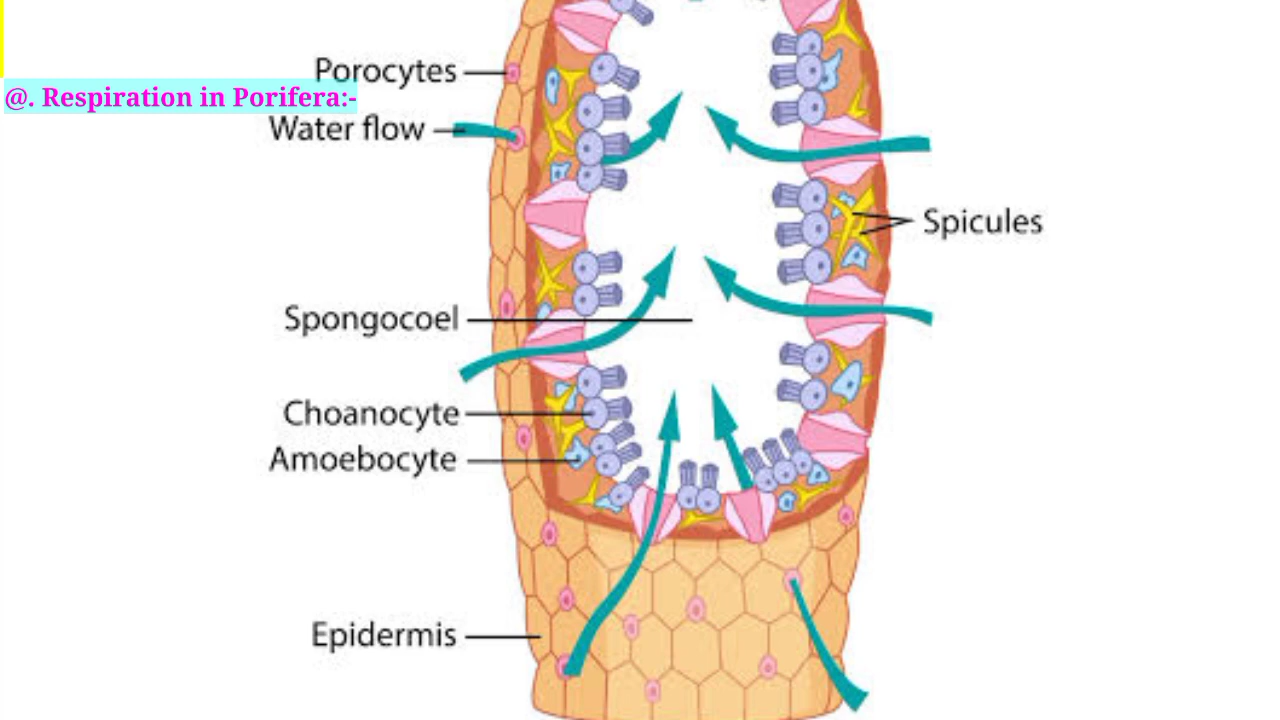 Porocytes
@. Respiration in Porifera:-
Water flow
Spicules
Spongocoel
Choanocyte
Amoebocyte
Epidermis